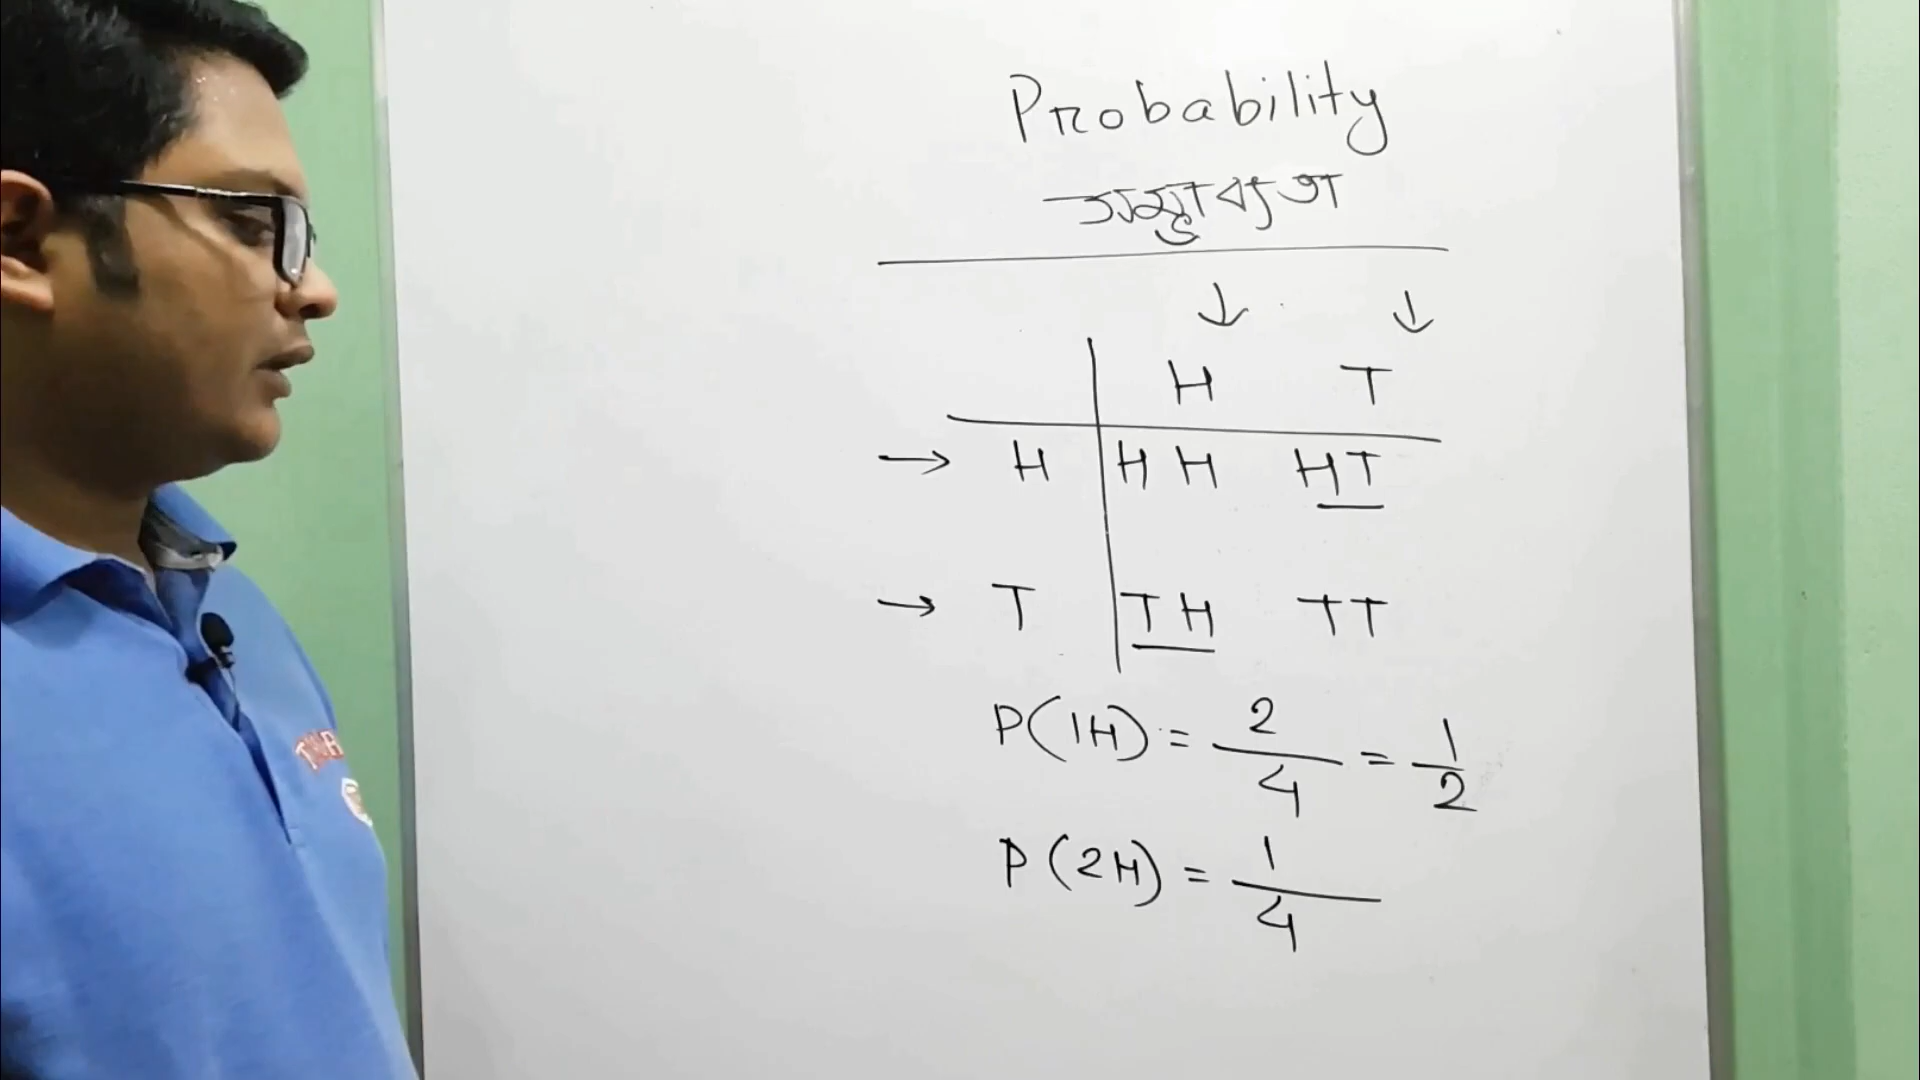 Probability
সম্ভাব্যতা
↓ ↓
H T
→ H HH HT
→ T TH TT
P(1H) = 2/4 = 1/2
P(2H) = 1/4